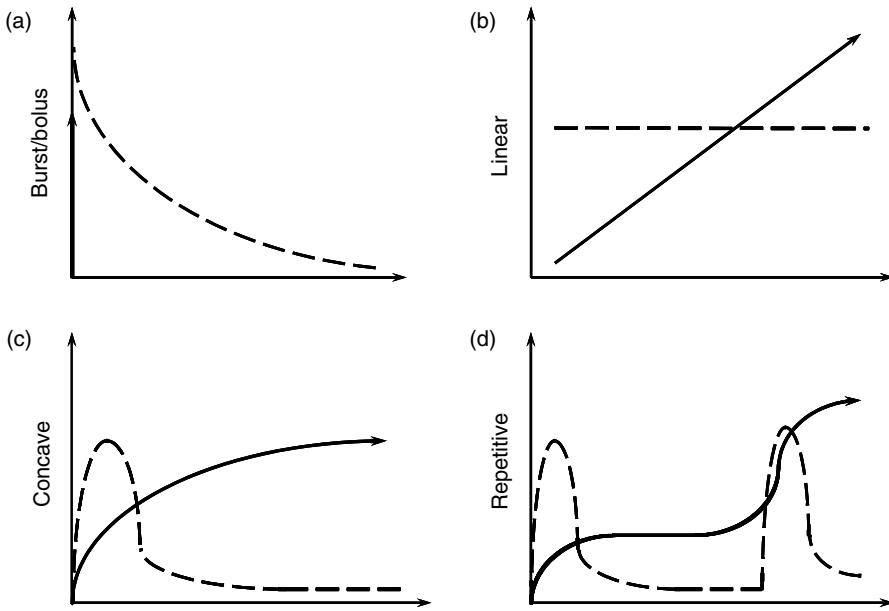 (a)
Burst/bolus
(b)
Linear
(c)
Concave
(d)
Repetitive